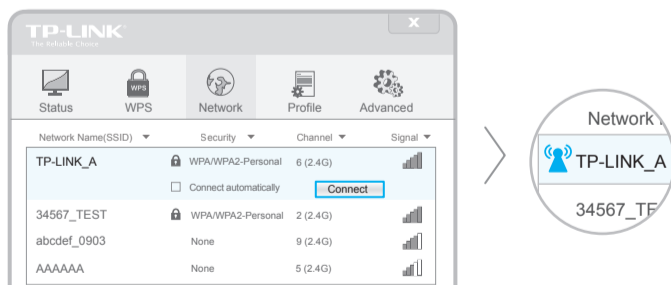 TP-LINK
The Reliable Choice
X
WPS
Status WPS Network Profile Advanced
Network Name(SSID) Security Channel Signal
TP-LINK_A WPA/WPA2-Personal 6 (2.4G)
Connect automatically Connect
34567_TEST WPA/WPA2-Personal 2 (2.4G)
abcdef_0903 None 9 (2.4G)
AAAAAA None 5 (2.4G)
Network
TP-LINK_A
34567_TE